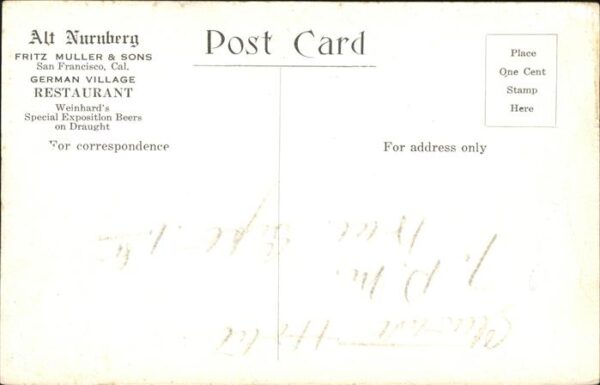 Alt Nurnberg
FRITZ MULLER & SONS
San Francisco, Cal.
GERMAN VILLAGE
RESTAURANT
Weinhard's
Special Exposition Beers
on Draught
For correspondence
Post Card
Place
One Cent
Stamp
Here
For address only